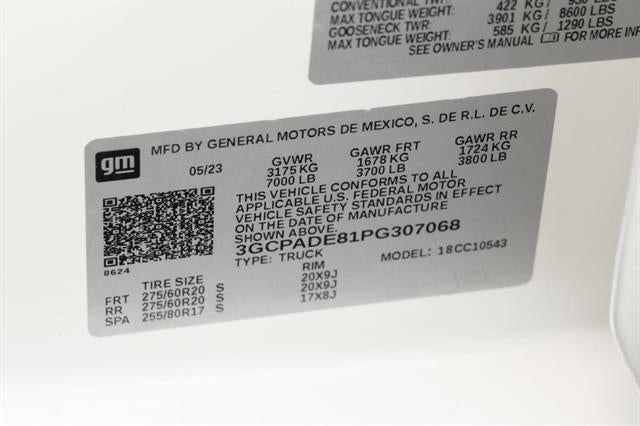 CONVENTIONAL TWR:
MAX TONGUE WEIGHT: 422 KG/ 930 LBS
GOOSENECK TWR: 3901 KG/ 8600 LBS
MAX TONGUE WEIGHT: 585 KG/ 1290 LBS
SEE OWNER'S MANUAL FOR MORE INF
gm
MFD BY GENERAL MOTORS DE MEXICO, S. DE R.L. DE C.V.
05/23 GVWR GAWR FRT GAWR RR
3175 KG 1678 KG 1724 KG
7000 LB 3700 LB 3800 LB
THIS VEHICLE CONFORMS TO ALL
APPLICABLE U.S. FEDERAL MOTOR
VEHICLE SAFETY STANDARDS IN EFFECT
ON THE DATE OF MANUFACTURE
SHOWN ABOVE.
3GCPADE81PG307068
TYPE: TRUCK MODEL: 18CC10543
8624
TIRE SIZE RIM
FRT 275/60R20 S 20X9J
RR 275/60R20 S 20X9J
SPA 255/80R17 S 17X8J